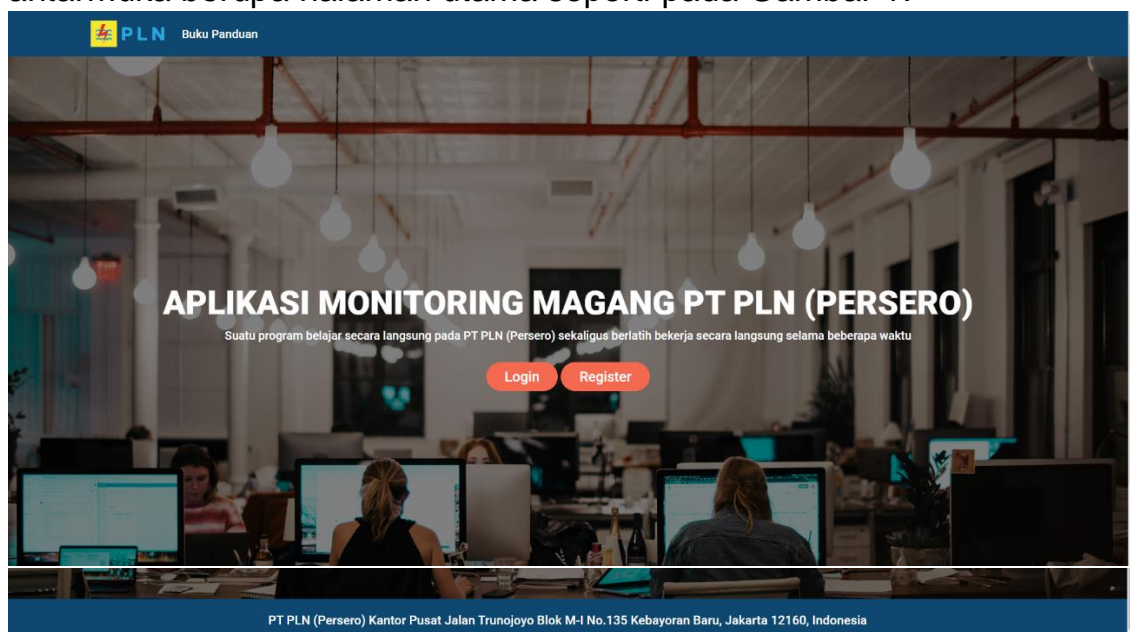 PLN Buku Panduan
APLIKASI MONITORING MAGANG PT PLN (PERSERO)
Suatu program belajar secara langsung pada PT PLN (Persero) sekaligus berlatih bekerja secara langsung selama beberapa waktu
Login Register
PT PLN (Persero) Kantor Pusat Jalan Trunojoyo Blok M-I No.135 Kebayoran Baru, Jakarta 12160, Indonesia